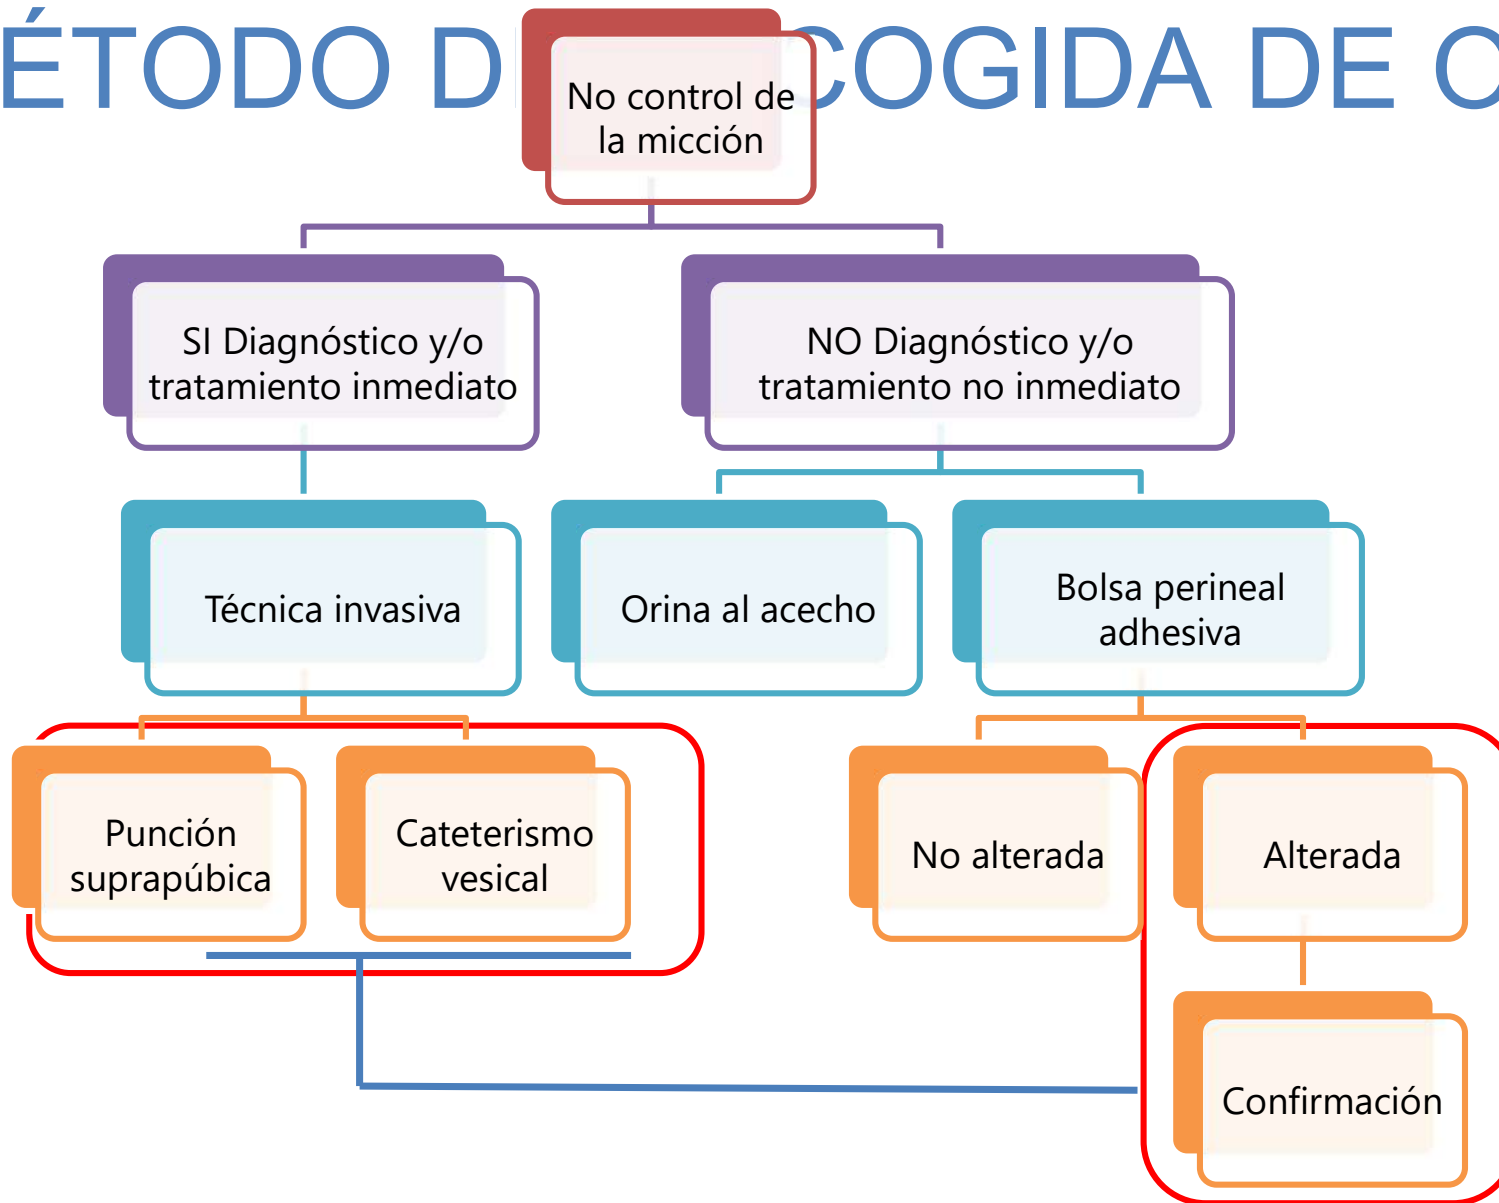 ÉTODO D COGIDA DE
No control de
la micción
SI Diagnóstico y/o
tratamiento inmediato
NO Diagnóstico y/o
tratamiento no inmediato
Técnica invasiva
Orina al acecho
Bolsa perineal
adhesiva
Punción
suprapúbica
Cateterismo
vesical
No alterada
Alterada
Confirmación